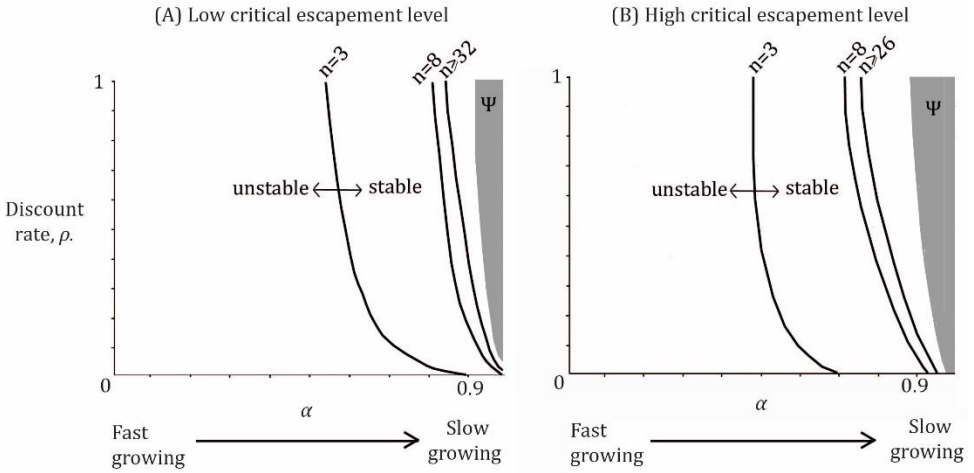 (A) Low critical escapement level
(B) High critical escapement level
n=3
n=8
n≥32
n=3
n=8
n≥26
1
1
Ψ
Ψ
unstable
stable
unstable
stable
Discount
rate, ρ.
0
0.9
0
0.9
α
α
Fast
growing
Slow
growing
Fast
growing
Slow
growing